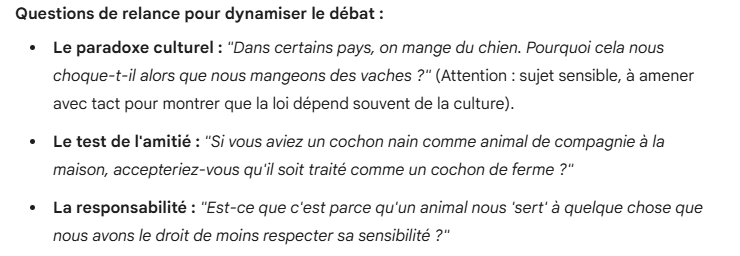 Questions de relance pour dynamiser le débat :
• Le paradoxe culturel : "Dans certains pays, on mange du chien. Pourquoi cela nous
choque-t-il alors que nous mangeons des vaches ?" (Attention : sujet sensible, à amener
avec tact pour montrer que la loi dépend souvent de la culture).
• Le test de l'amitié : "Si vous aviez un cochon nain comme animal de compagnie à la
maison, accepteriez-vous qu'il soit traité comme un cochon de ferme ?"
• La responsabilité : "Est-ce que c'est parce qu'un animal nous 'sert' à quelque chose que
nous avons le droit de moins respecter sa sensibilité ?"